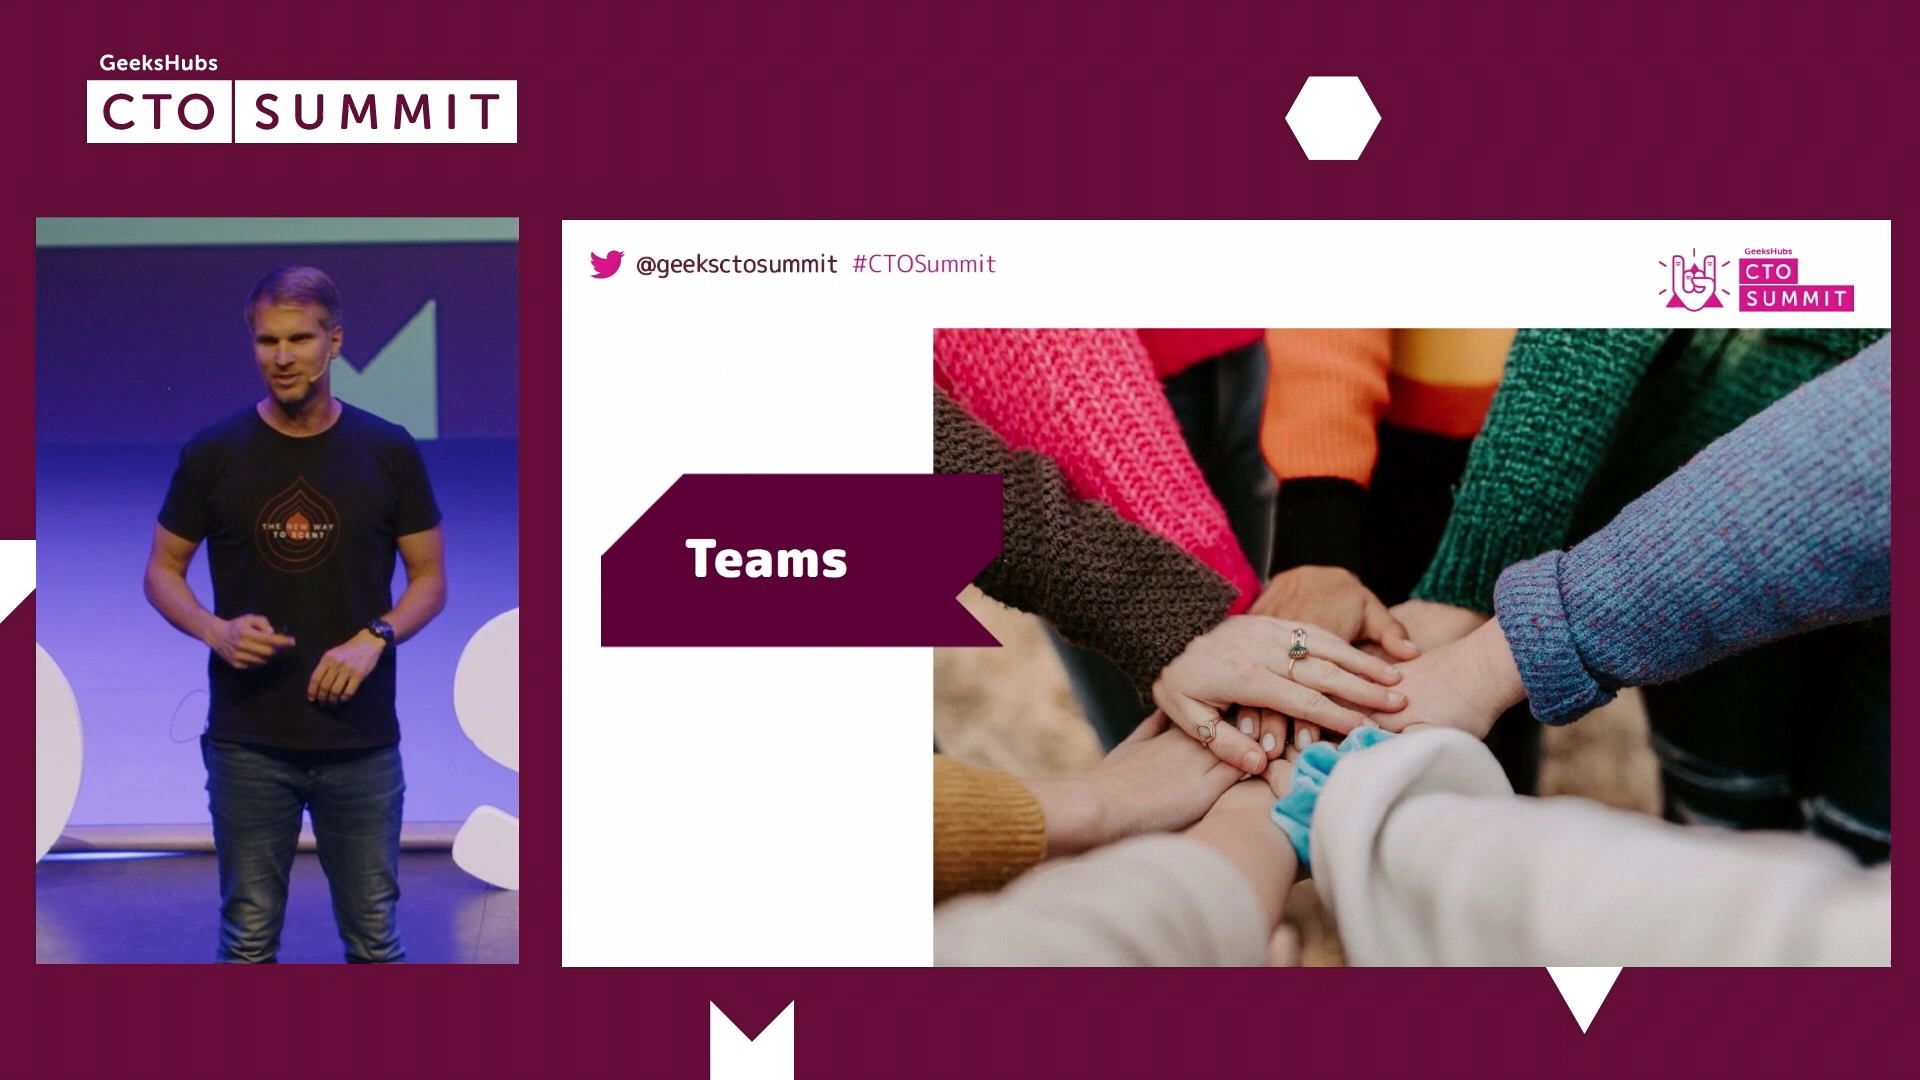 GeeksHubs
CTO SUMMIT
@geeksctosummit #CTOSummit
GeeksHubs
CTO
SUMMIT
THE NEW WAY
TO SCENT
Teams